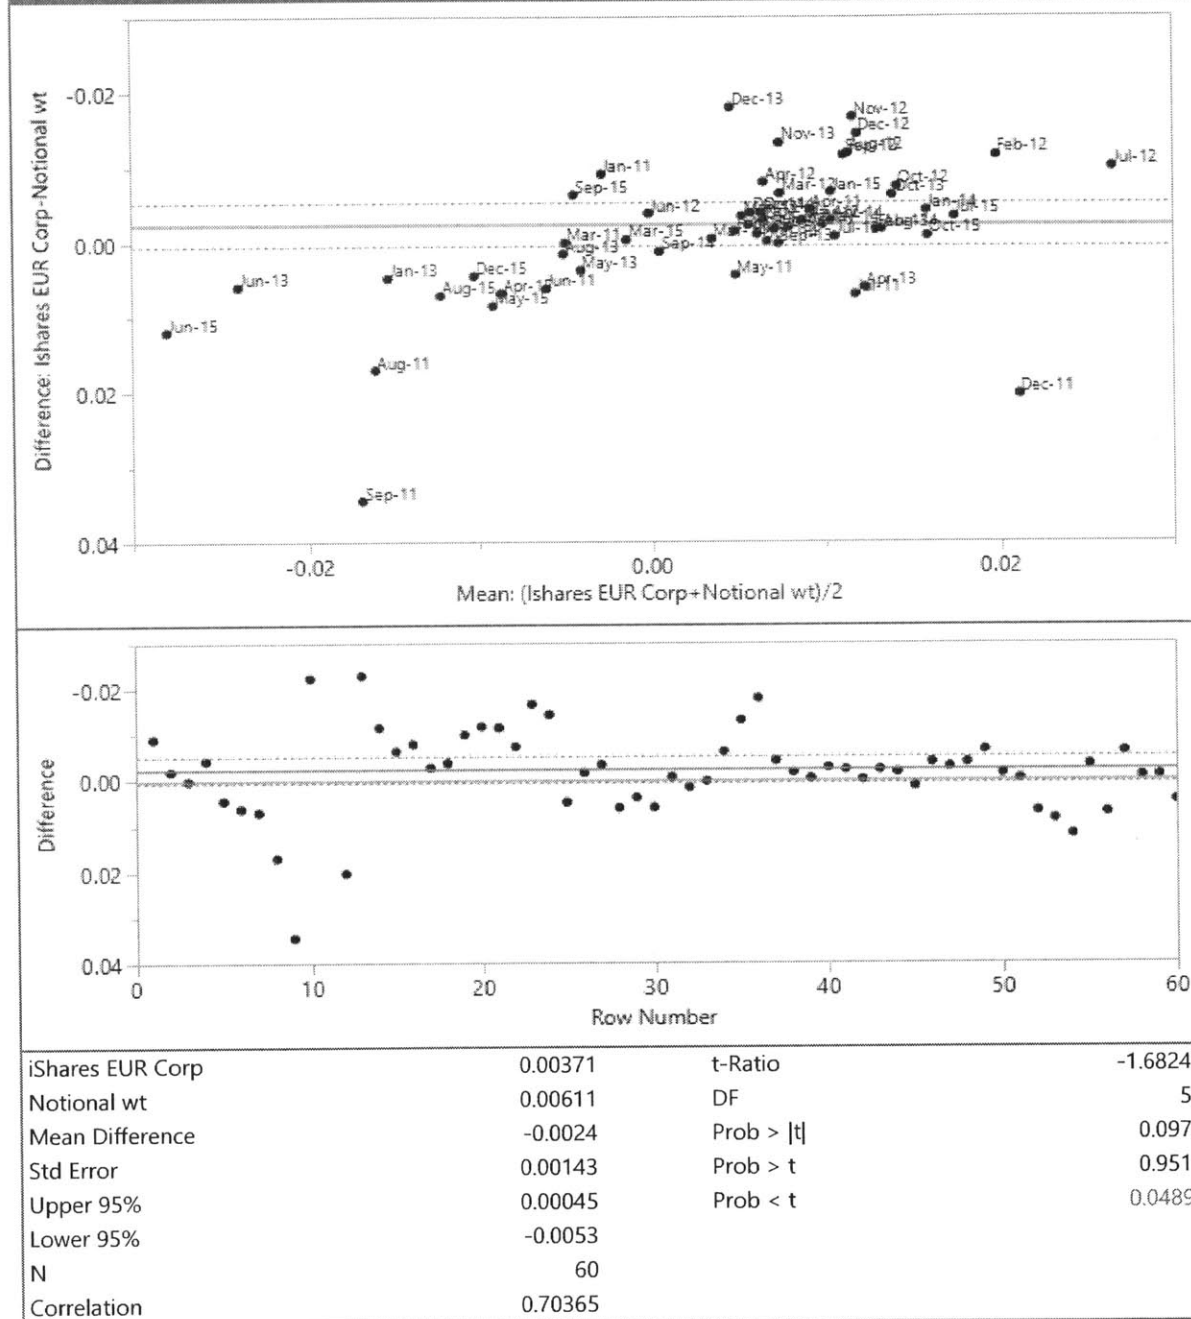 Difference: Ishares EUR Corp-Notional wt
-0.02
0.00
0.02
0.04
Dec-13
Nov-12
Dec-12
Nov-13
Feb-12
Jul-12
Jan-11
Apr-12
Oct-12
Sep-15
Jan-15
Oct-13
Jun-12
Apr-11
Jan-14
Mar-11
Mar-15
Sep-14
Oct-15
Aug-13
May-13
May-11
Jun-13
Jan-13
Dec-15
Jun-11
Apr-13
Aug-15
May-15
Jun-15
Aug-11
Dec-11
Sep-11
-0.02
0.00
0.02
Mean: (Ishares EUR Corp+Notional wt)/2
Difference
-0.02
0.00
0.02
0.04
0
10
20
30
40
50
60
Row Number
iShares EUR Corp 0.00371 t-Ratio -1.6824
Notional wt 0.00611 DF 5
Mean Difference -0.0024 Prob > |t| 0.097
Std Error 0.00143 Prob > t 0.951
Upper 95% 0.00045 Prob < t 0.0489
Lower 95% -0.0053
N 60
Correlation 0.70365